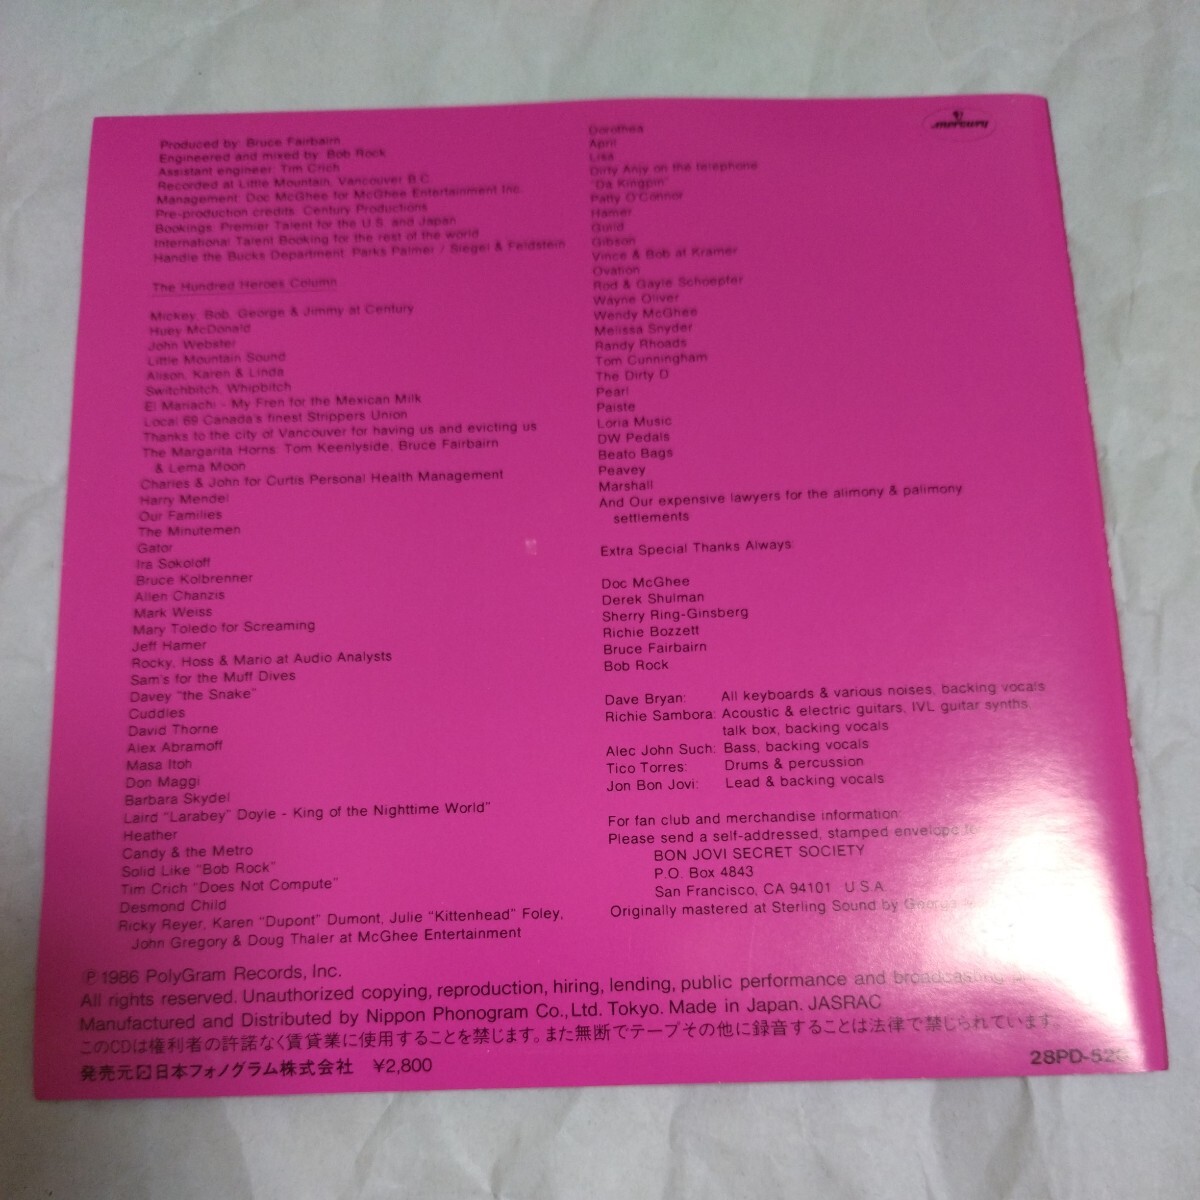 Produced by: Bruce Fairbairn
Engineered and mixed by: Bob Rock
Assistant engineer: Tim Crich
Recorded at Little Mountain, Vancouver B.C.
Management: Doc McGhee for McGhee Entertainment Inc.
Pre-production credits: Century Productions
Bookings: Premier Talent for the U.S. and Japan
International Talent Booking for the rest of the world
Handle the Bucks Department: Parks Palmer / Siegel & Feldstein
The Hundred Heroes Column
Mickey, Bob, George & Jimmy at Century
Huey McDonald
John Webster
Little Mountain Sound
Alison, Karen & Linda
Switchbitch, Whipbitch
El Mariachi - My Fren for the Mexican Milk
Local 69 Canada's finest Strippers Union
Thanks to the city of Vancouver for having us and evicting us
The Margarita Horns: Tom Keenlyside, Bruce Fairbairn
& Lema Moon
Charles & John for Curtis Personal Health Management
Harry Mendel
Our Families
The Minutemen
Gator
Ira Sokoloff
Bruce Kolbrenner
Allen Chanzis
Mark Weiss
Mary Toledo for Screaming
Jeff Hamer
Rocky, Hoss & Mario at Audio Analysts
Sam's for the Muff Dives
Davey "the Snake"
Cuddles
David Thorne
Alex Abramoff
Masa Itoh
Don Maggi
Barbara Skydel
Laird "Larabey" Doyle - King of the Nighttime World"
Heather
Candy & the Metro
Solid Like "Bob Rock"
Tim Crich "Does Not Compute"
Desmond Child
Ricky Reyer, Karen "Dupont" Dumont, Julie "Kittenhead" Foley,
John Gregory & Doug Thaler at McGhee Entertainment
mercury
Dorothea
April
Lisa
Dirty Anjy on the telephone
"Da Kingpin"
Patty O'Connor
Hamer
Guild
Gibson
Vince & Bob at Kramer
Ovation
Rod & Gayle Schoepfer
Wayne Oliver
Wendy McGhee
Melissa Snyder
Randy Rhoads
Tom Cunningham
The Dirty D
Pearl
Paiste
Loria Music
DW Pedals
Beato Bags
Peavey
Marshall
And Our expensive lawyers for the alimony & palimony
settlements
Extra Special Thanks Always:
Doc McGhee
Derek Shulman
Sherry Ring-Ginsberg
Richie Bozzett
Bruce Fairbairn
Bob Rock
Dave Bryan: All keyboards & various noises, backing vocals
Richie Sambora: Acoustic & electric guitars, IVL guitar synths
talk box, backing vocals
Alec John Such: Bass, backing vocals
Tico Torres: Drums & percussion
Jon Bon Jovi: Lead & backing vocals
For fan club and merchandise information:
Please send a self-addressed, stamped envelope to
BON JOVI SECRET SOCIETY
P.O. Box 4843
San Francisco, CA 94101 U.S.A.
Originally mastered at Sterling Sound by George
℗ 1986 PolyGram Records, Inc.
All rights reserved. Unauthorized copying, reproduction, hiring, lending, public performance and broadcasting
Manufactured and Distributed by Nippon Phonogram Co., Ltd. Tokyo. Made in Japan. JASRAC
このCDは権利者の許諾なく賃貸業に使用することを禁じます。また無断でテープその他に録音することは法律で禁じられています。
発売元 日本フォノグラム株式会社 ¥2,800
28PD-52